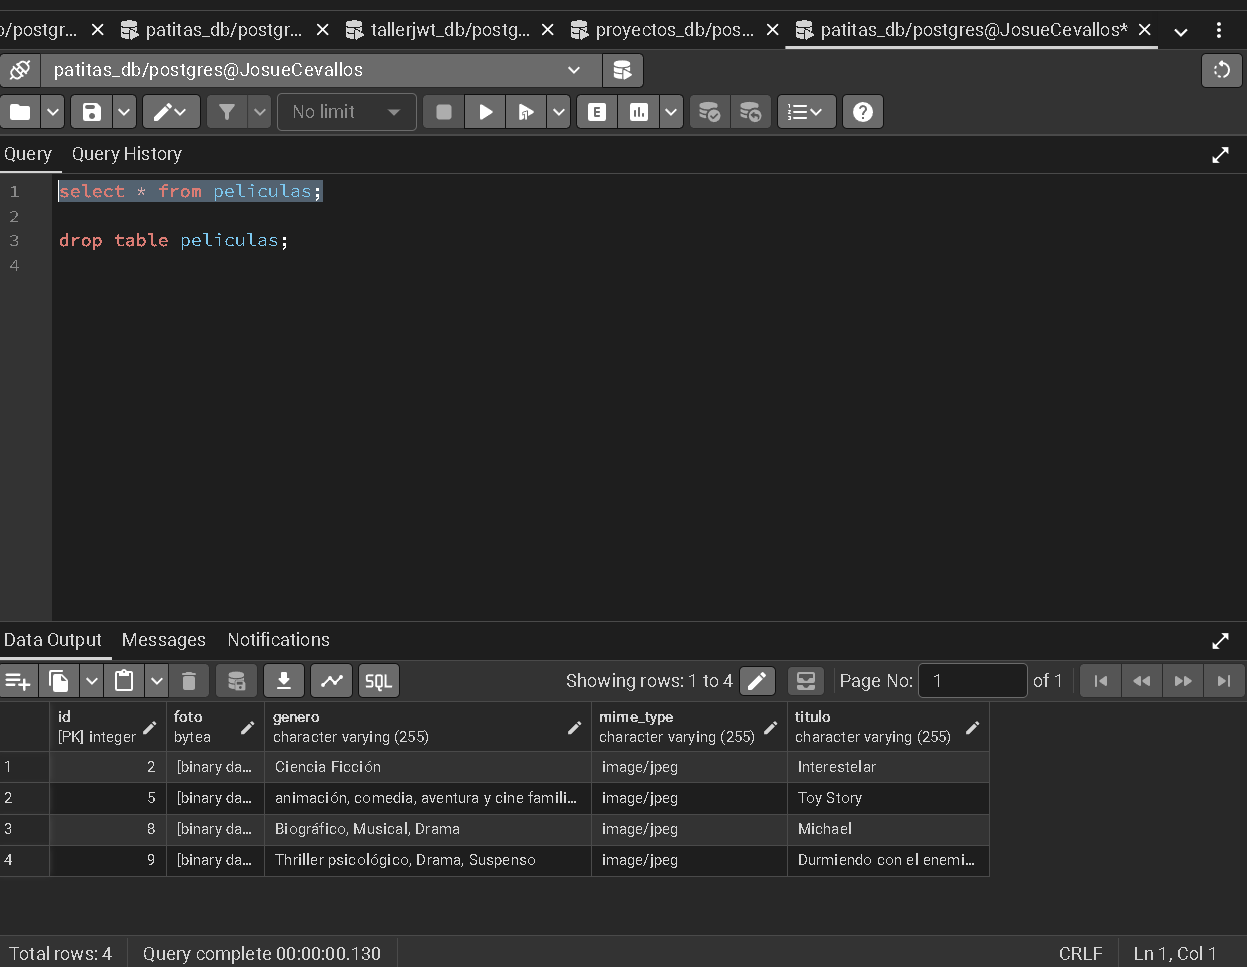 b/postgr...
patitas_db/postgr...
tallerjwt_db/postg...
proyectos_db/pos...
patitas_db/postgres@JosueCevallos*
patitas_db/postgres@JosueCevallos
No limit
E
Query
Query History
1 select * from peliculas;
2
3 drop table peliculas;
4
Data Output
Messages
Notifications
SQL
Showing rows: 1 to 4
Page No: 1 of 1
id
[PK] integer
foto
bytea
genero
character varying (255)
mime_type
character varying (255)
titulo
character varying (255)
1 2 [binary da... Ciencia Ficción image/jpeg Interestelar
2 5 [binary da... animación, comedia, aventura y cine famili... image/jpeg Toy Story
3 8 [binary da... Biográfico, Musical, Drama image/jpeg Michael
4 9 [binary da... Thriller psicológico, Drama, Suspenso image/jpeg Durmiendo con el enemi...
Total rows: 4
Query complete 00:00:00.130
CRLF
Ln 1, Col 1